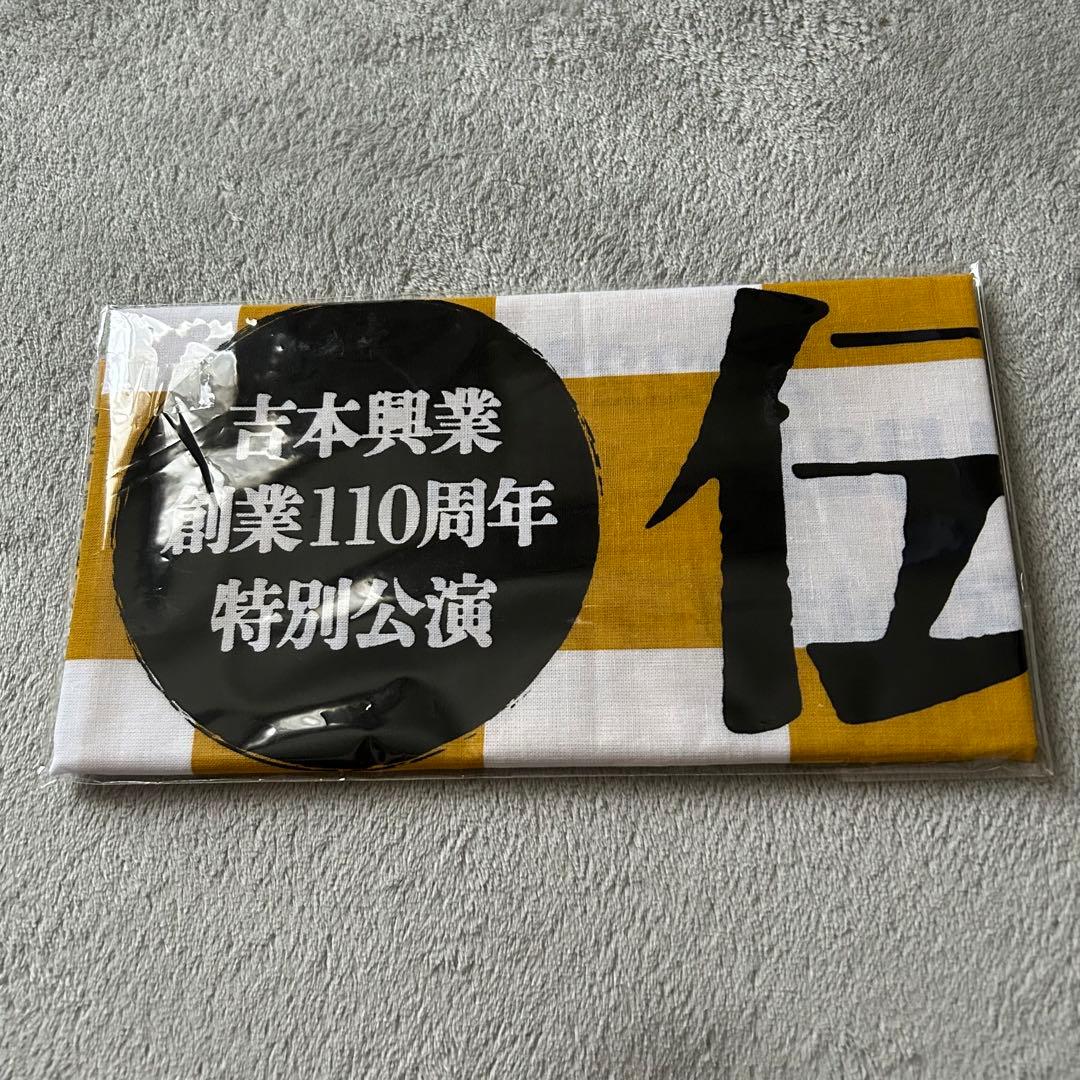 吉本興業
創業110周年
特別公演
伝